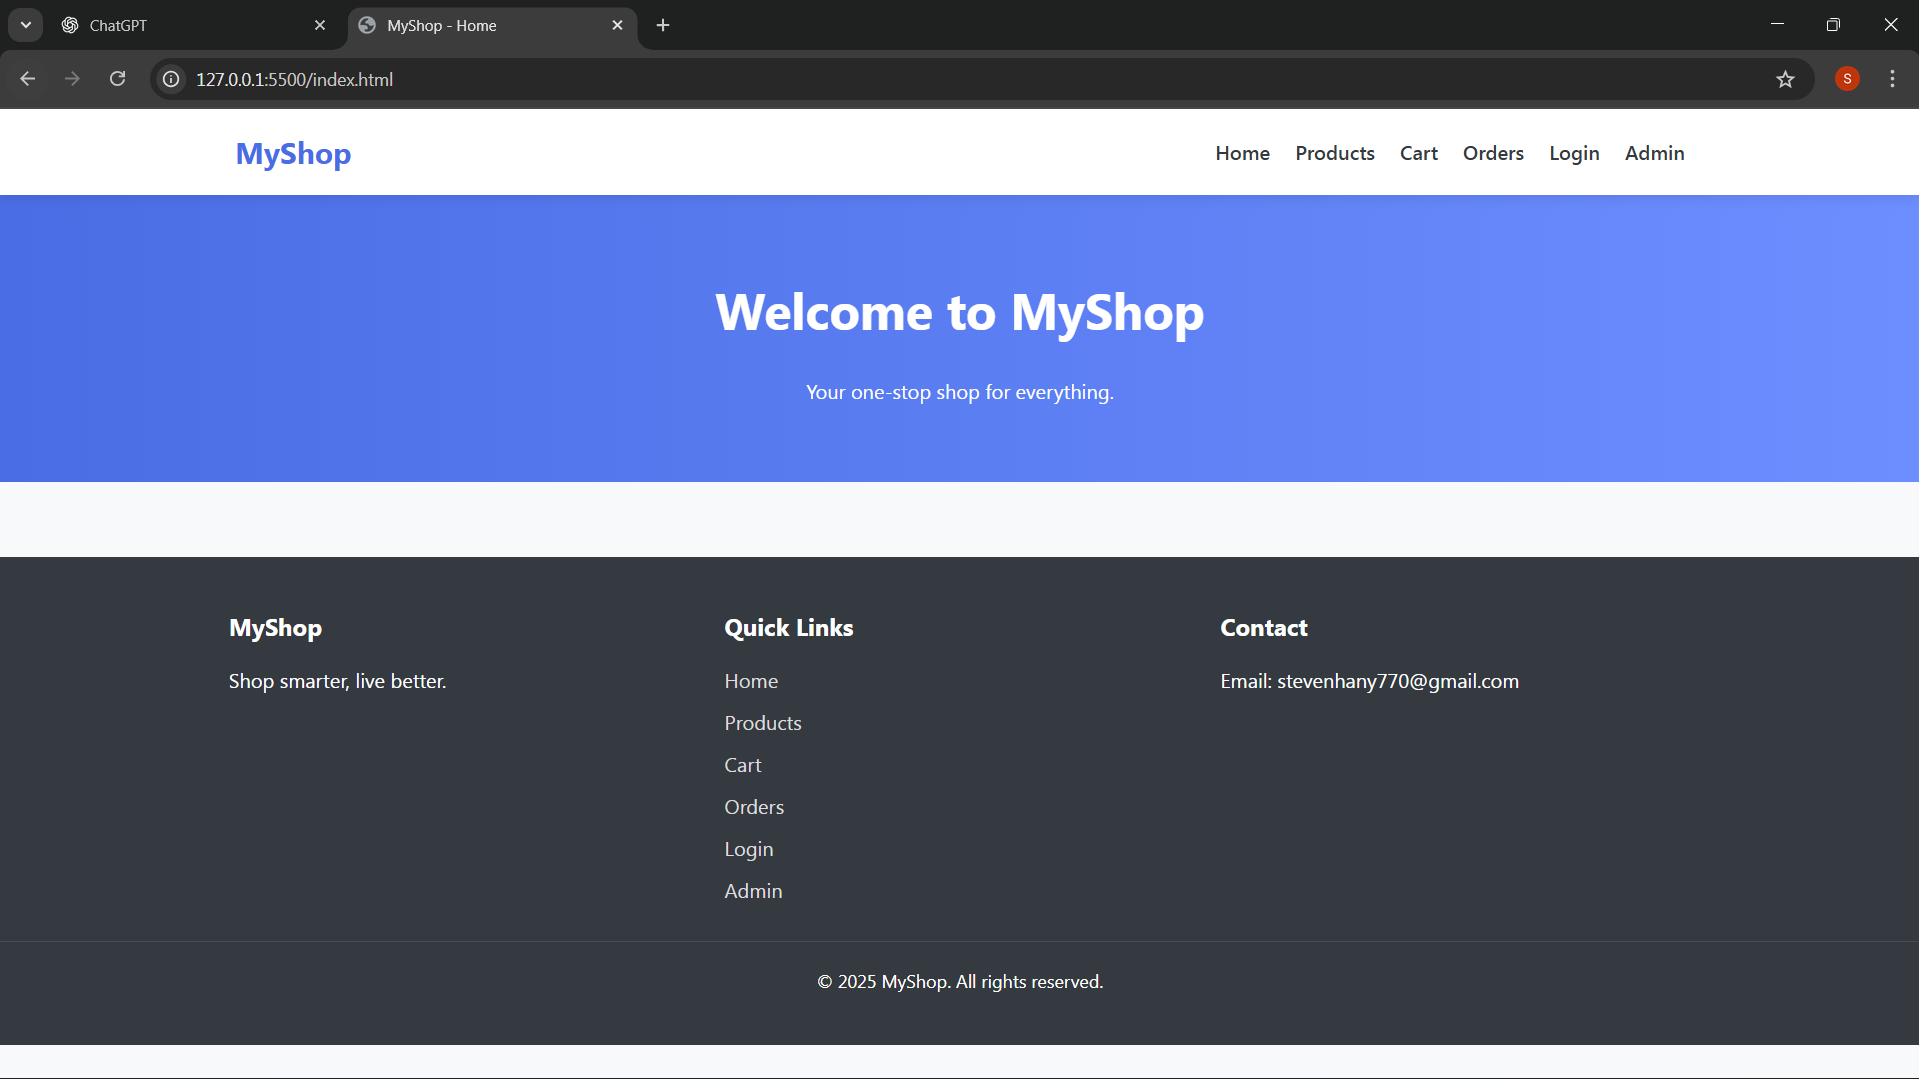 ChatGPT
MyShop - Home
127.0.0.1:5500/index.html
S
MyShop
Home Products Cart Orders Login Admin
Welcome to MyShop
Your one-stop shop for everything.
MyShop
Shop smarter, live better.
Quick Links
Home
Products
Cart
Orders
Login
Admin
Contact
Email: stevenhany770@gmail.com
© 2025 MyShop. All rights reserved.